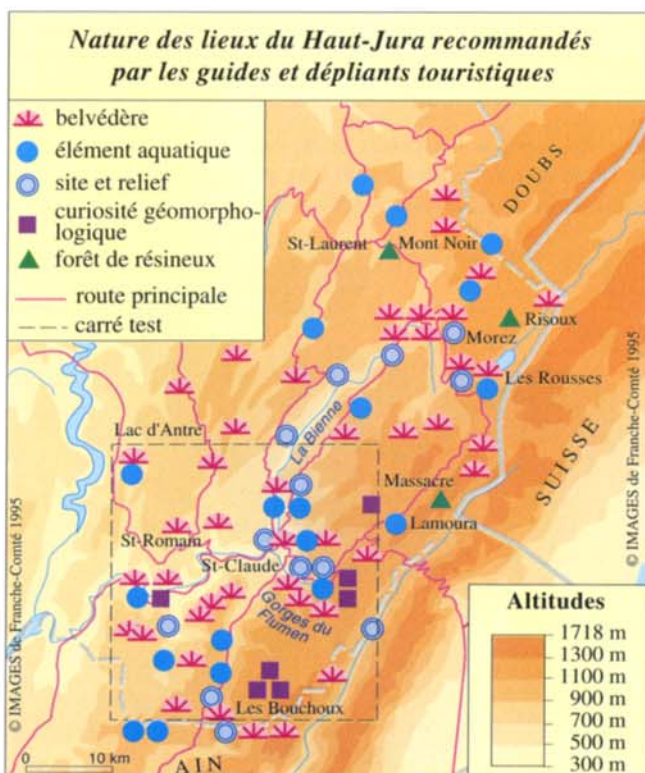 Nature des lieux du Haut-Jura recommandés
par les guides et dépliants touristiques
belvédère
élément aquatique
site et relief
curiosité géomorpho-
logique
forêt de résineux
route principale
carré test
DOUBS
St-Laurent
Mont Noir
Risoux
Morez
Les Rousses
La Bienne
Lac d'Antre
SUISSE
Massacre
Lamoura
St-Romain
St-Claude
Gorges du
Flumen
Les Bouchoux
AIN
0 10 km
Altitudes
1718 m
1300 m
1100 m
900 m
700 m
500 m
300 m
© IMAGES de Franche-Comté 1995
© IMAGES de Franche-Comté 1995